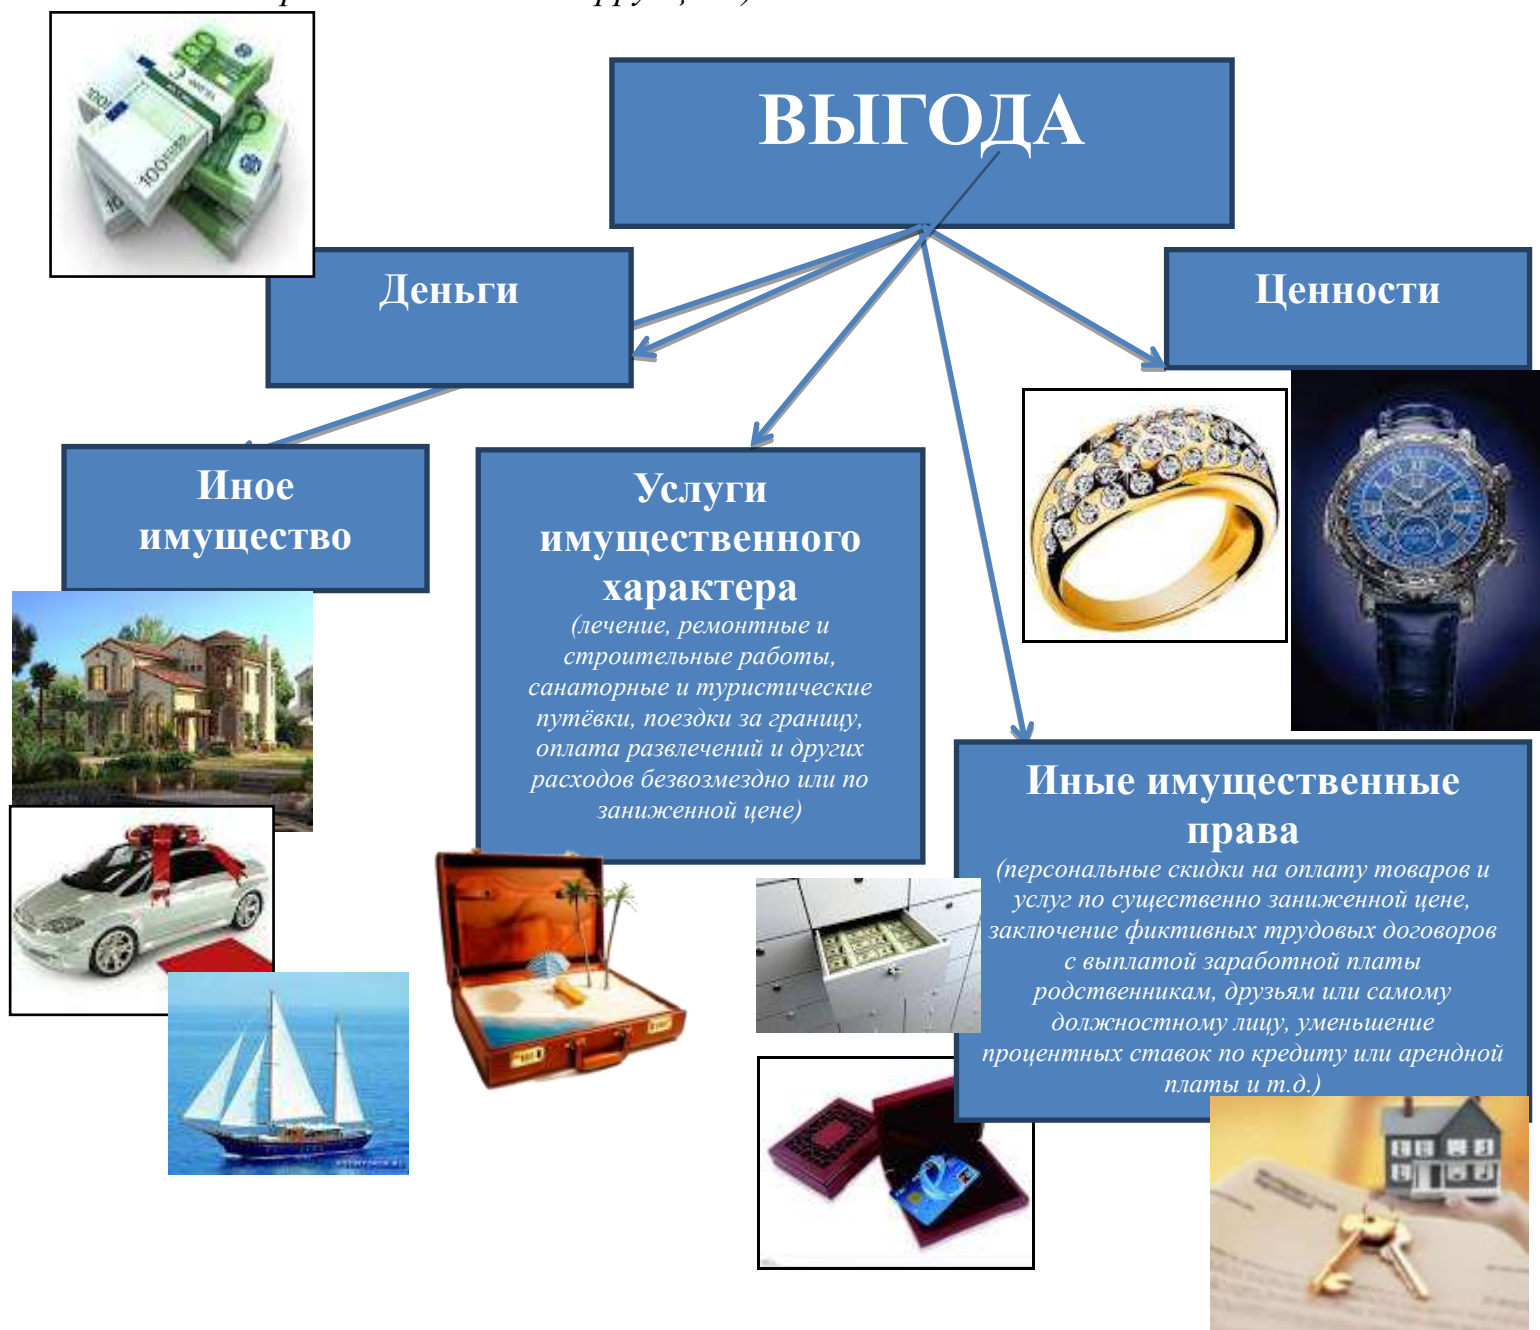 ВЫГОДА
Деньги
Ценности
Иное
имущество
Услуги
имущественного
характера
(лечение, ремонтные и
строительные работы,
санаторные и туристические
путёвки, поездки за границу,
оплата развлечений и других
расходов безвозмездно или по
заниженной цене)
Иные имущественные
права
(персональные скидки на оплату товаров и
услуг по существенно заниженной цене,
заключение фиктивных трудовых договоров
с выплатой заработной платы
родственникам, друзьям или самому
должностному лицу, уменьшение
процентных ставок по кредиту или арендной
платы и т.д.)
100
100